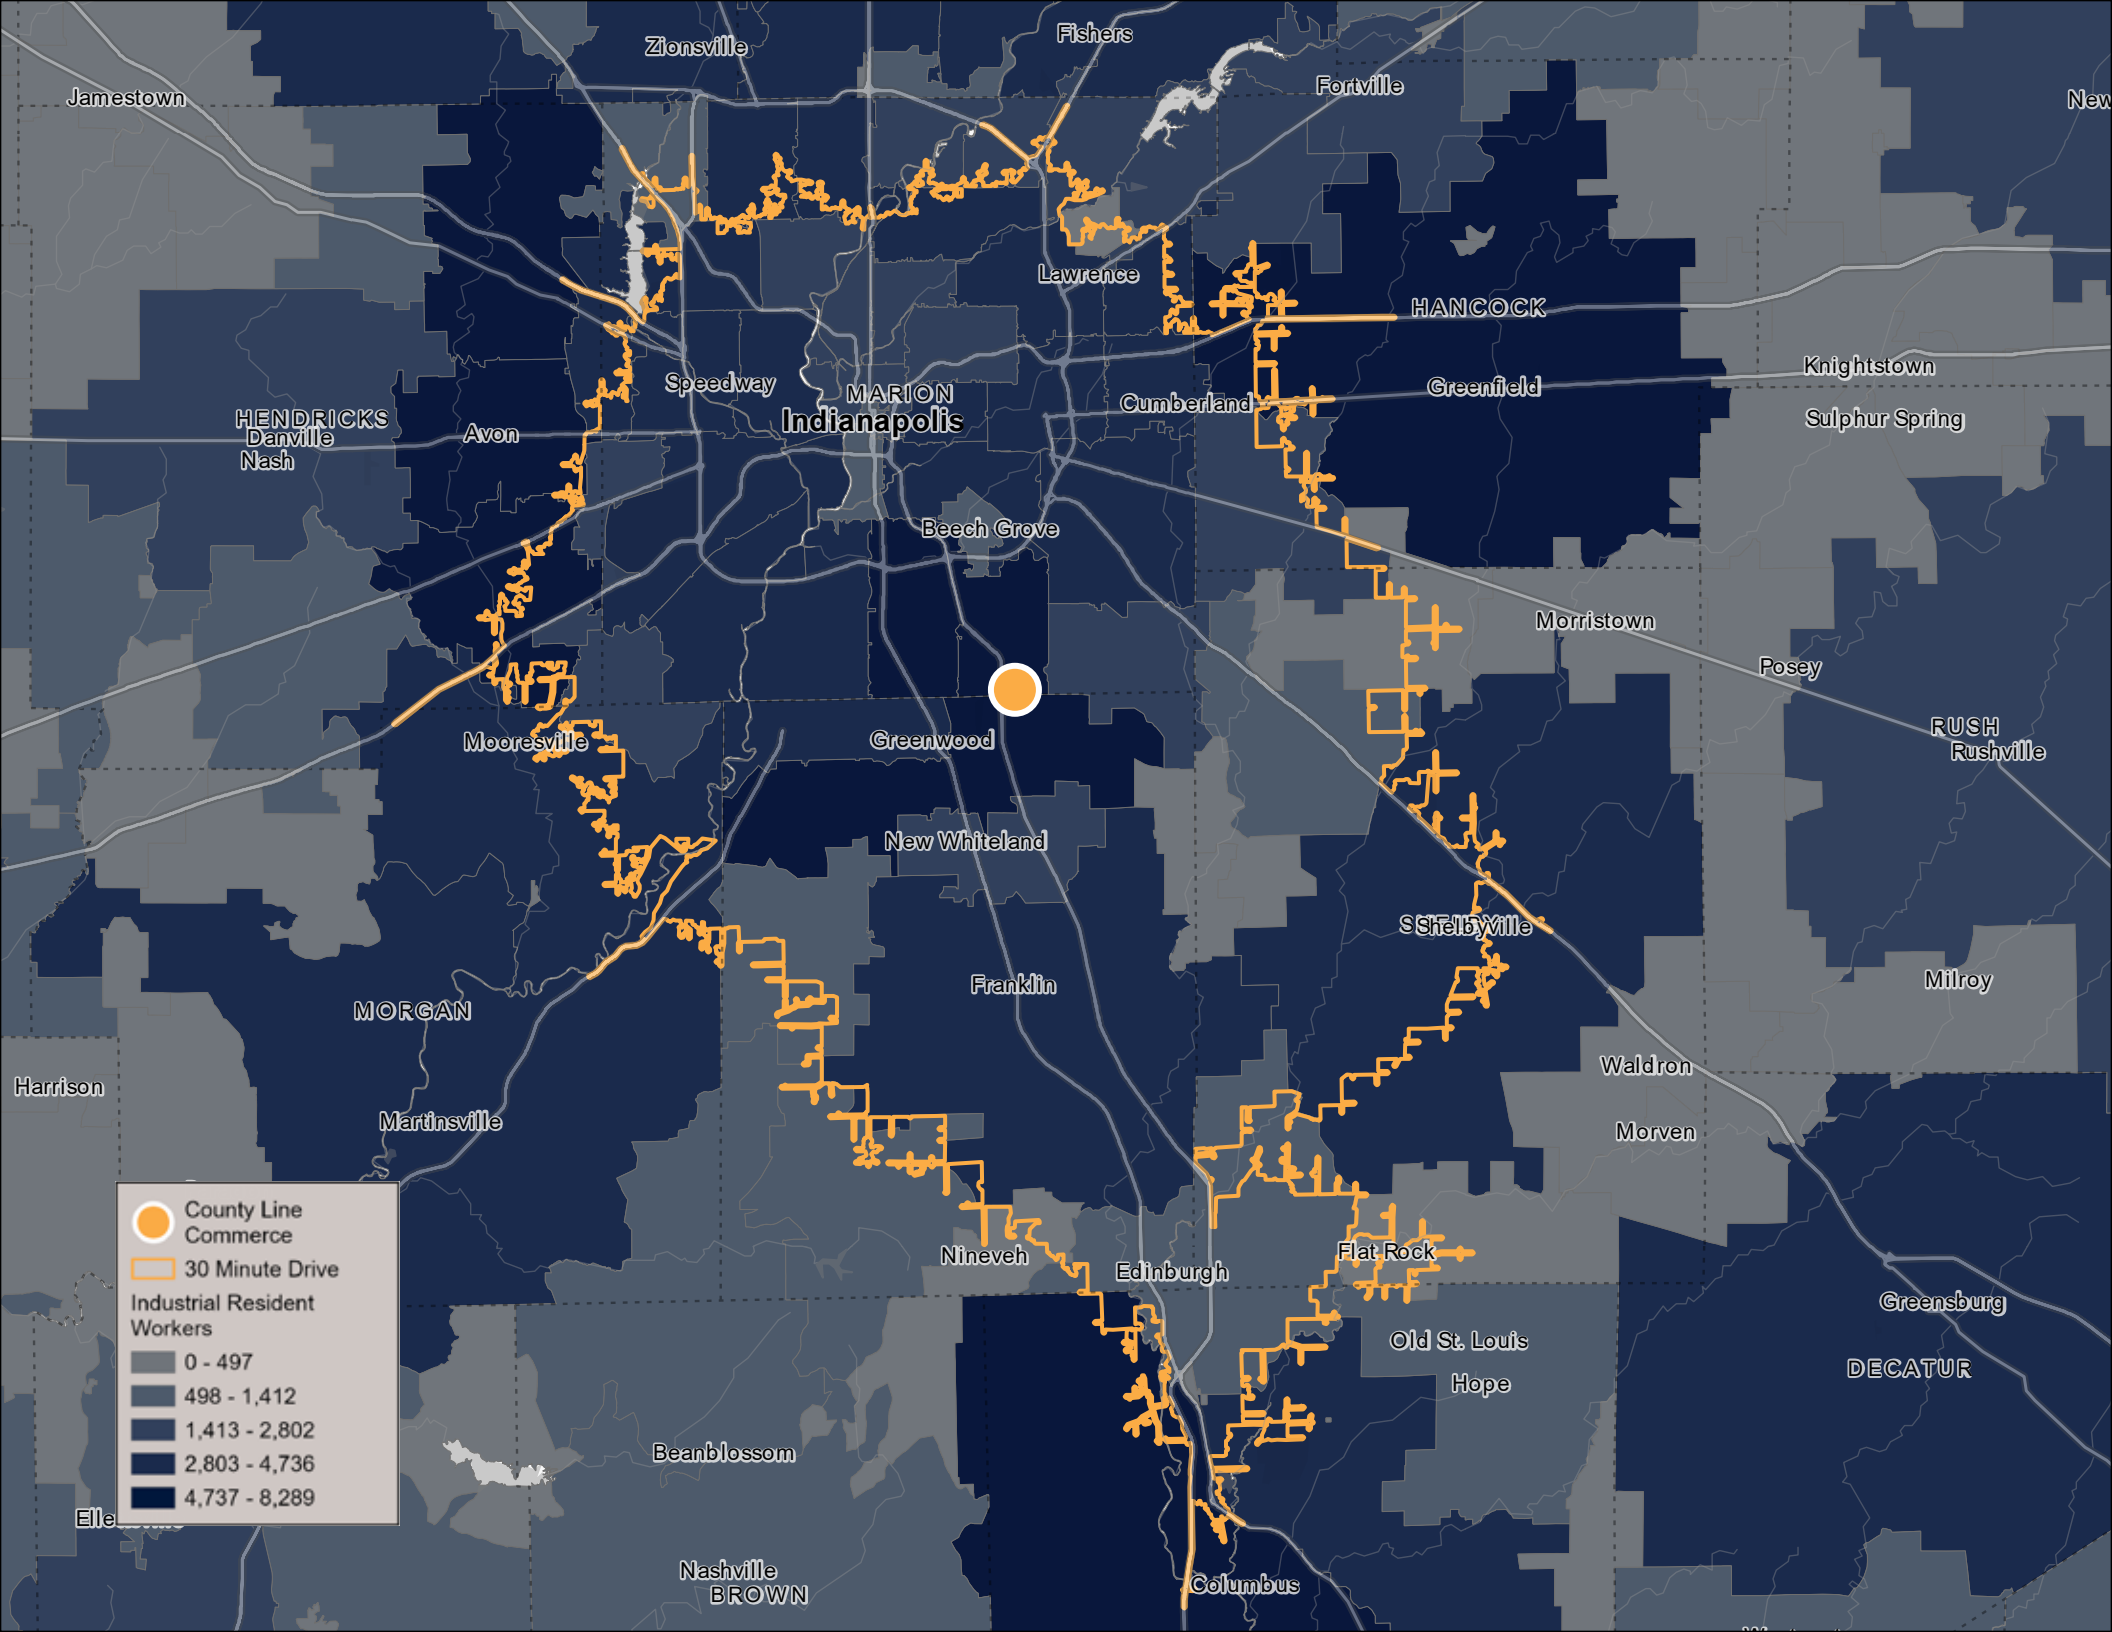 Zionsville
Fishers
Fortville
Jamestown
New
Lawrence
HANCOCK
Knightstown
Speedway
MARION
Greenfield
Cumberland
HENDRICKS
Danville
Avon
Indianapolis
Sulphur Spring
Nash
Beech Grove
Morristown
Posey
RUSH
Rushville
Mooresville
Greenwood
New Whiteland
Shelbyville
Franklin
Milroy
MORGAN
Waldron
Harrison
Martinsville
Morven
Nineveh
Edinburgh
Flat Rock
Greensburg
Old St. Louis
DECATUR
Hope
Beanblossom
Elle
Nashville
BROWN
Columbus
County Line
Commerce
30 Minute Drive
Industrial Resident
Workers
0 - 497
498 - 1,412
1,413 - 2,802
2,803 - 4,736
4,737 - 8,289